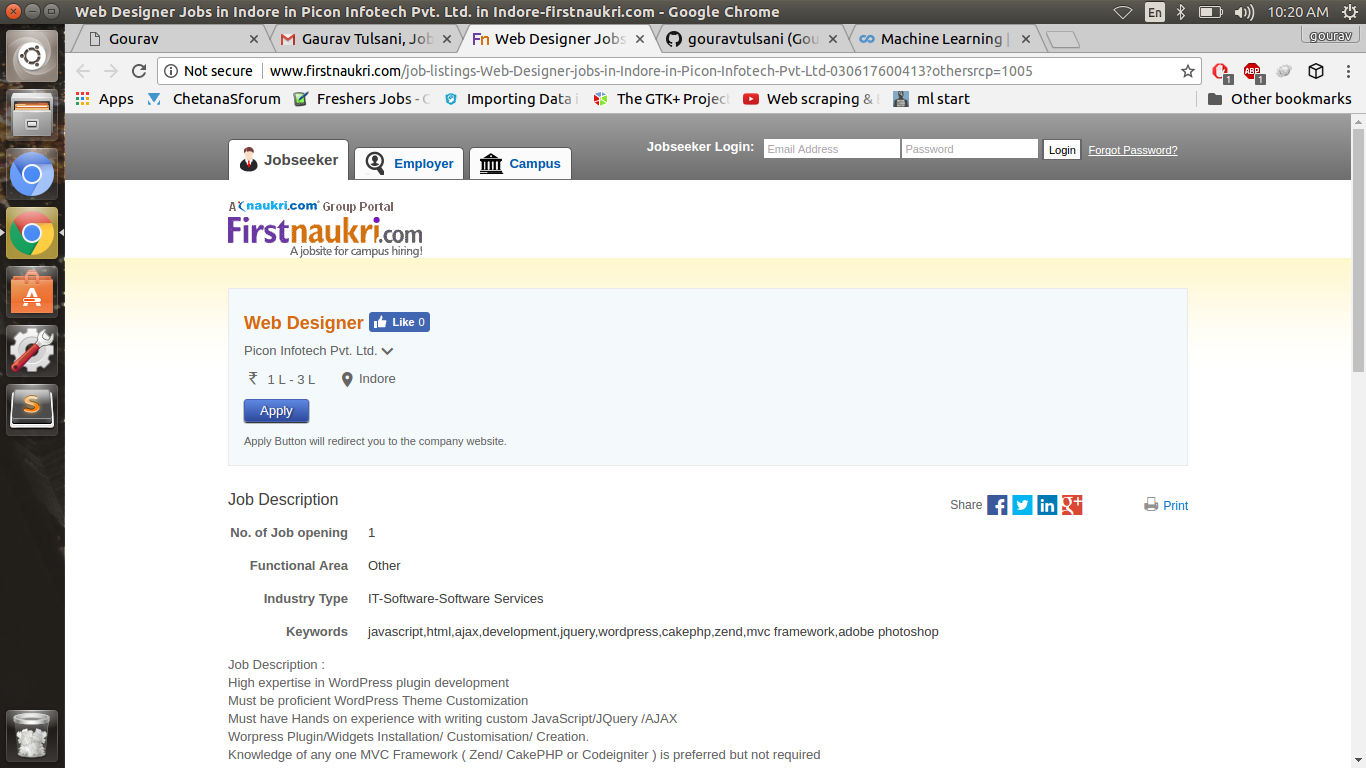 Web Designer Jobs in Indore in Picon Infotech Pvt. Ltd. in Indore-firstnaukri.com - Google Chrome
En
10:20 AM
Gourav
Gaurav Tulsani, Job
Web Designer Jobs
gouravtulsani (Gou
Machine Learning |
gourav
Not secure
www.firstnaukri.com/job-listings-Web-Designer-jobs-in-Indore-in-Picon-Infotech-Pvt-Ltd-030617600413?othersrcp=1005
1
ABP
1
Apps
ChetanaSforum
Freshers Jobs - C
Importing Data i
The GTK+ Projec
Web scraping &
ml start
Other bookmarks
Jobseeker
Employer
Campus
Jobseeker Login:
Email Address
Password
Login
Forgot Password?
A naukri.com Group Portal
Firstnaukri.com
A jobsite for campus hiring!
Web Designer
Like 0
Picon Infotech Pvt. Ltd.
₹ 1 L - 3 L
Indore
Apply
Apply Button will redirect you to the company website.
Job Description
Share
Print
No. of Job opening 1
Functional Area Other
Industry Type IT-Software-Software Services
Keywords javascript,html,ajax,development,jquery,wordpress,cakephp,zend,mvc framework,adobe photoshop
Job Description :
High expertise in WordPress plugin development
Must be proficient WordPress Theme Customization
Must have Hands on experience with writing custom JavaScript/JQuery /AJAX
Worpress Plugin/Widgets Installation/ Customisation/ Creation.
Knowledge of any one MVC Framework ( Zend/ CakePHP or Codeigniter ) is preferred but not required